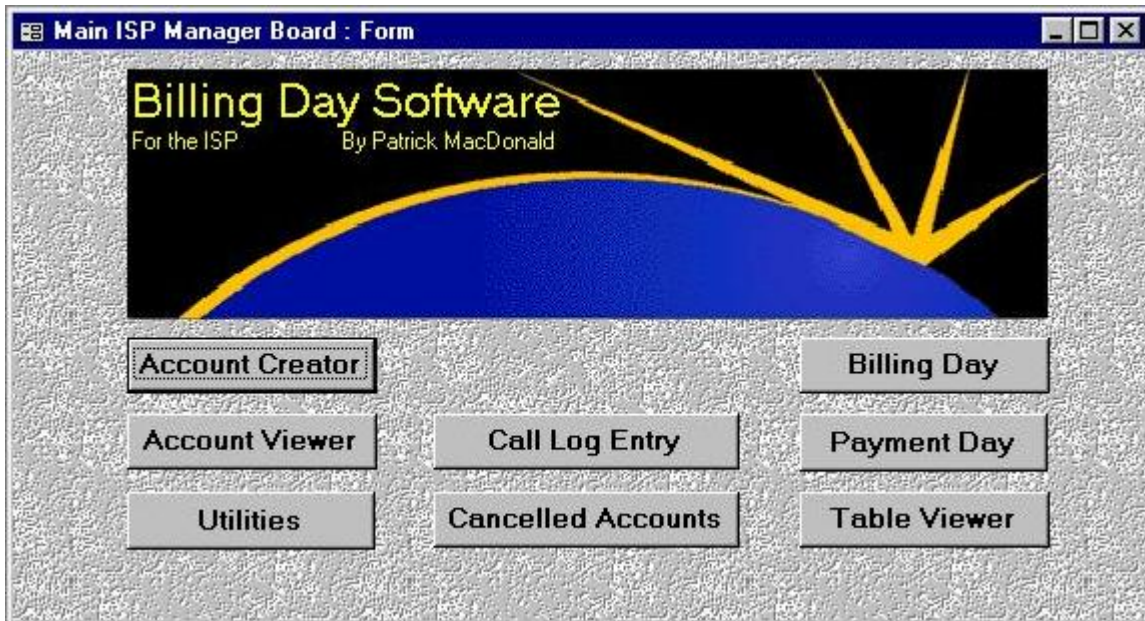 Main ISP Manager Board : Form
Billing Day Software
For the ISP By Patrick MacDonald
Account Creator Billing Day
Account Viewer Call Log Entry Payment Day
Utilities Cancelled Accounts Table Viewer